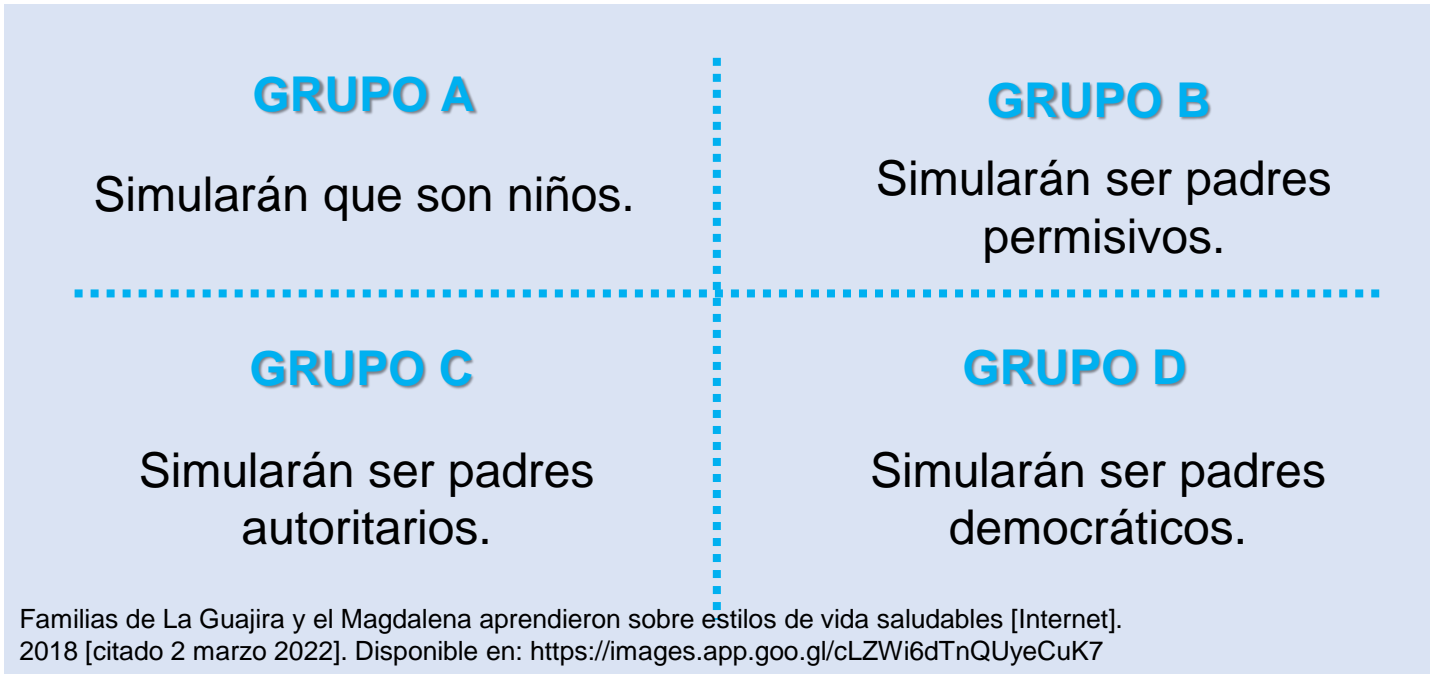 GRUPO A
Simularán que son niños.
GRUPO B
Simularán ser padres
permisivos.
GRUPO C
Simularán ser padres
autoritarios.
GRUPO D
Simularán ser padres
democráticos.
Familias de La Guajira y el Magdalena aprendieron sobre estilos de vida saludables [Internet].
2018 [citado 2 marzo 2022]. Disponible en: https://images.app.goo.gl/cLZWi6dTnQUyeCuK7